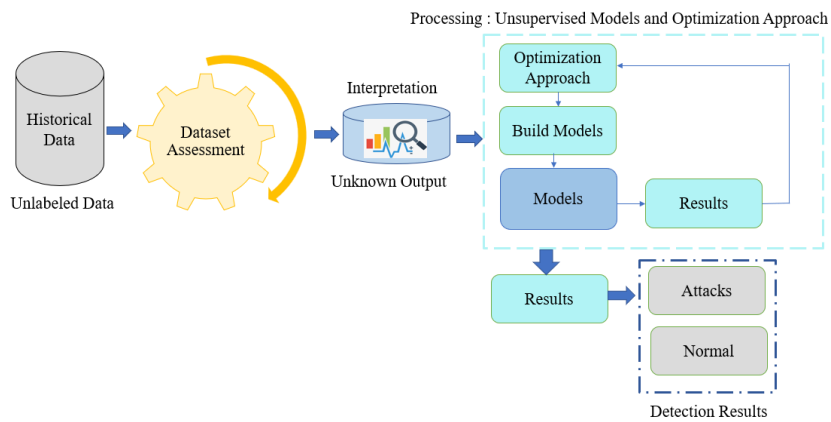 Processing : Unsupervised Models and Optimization Approach
Historical
Data
Unlabeled Data
Dataset
Assessment
Interpretation
Unknown Output
Optimization
Approach
Build Models
Models
Results
Results
Attacks
Normal
Detection Results